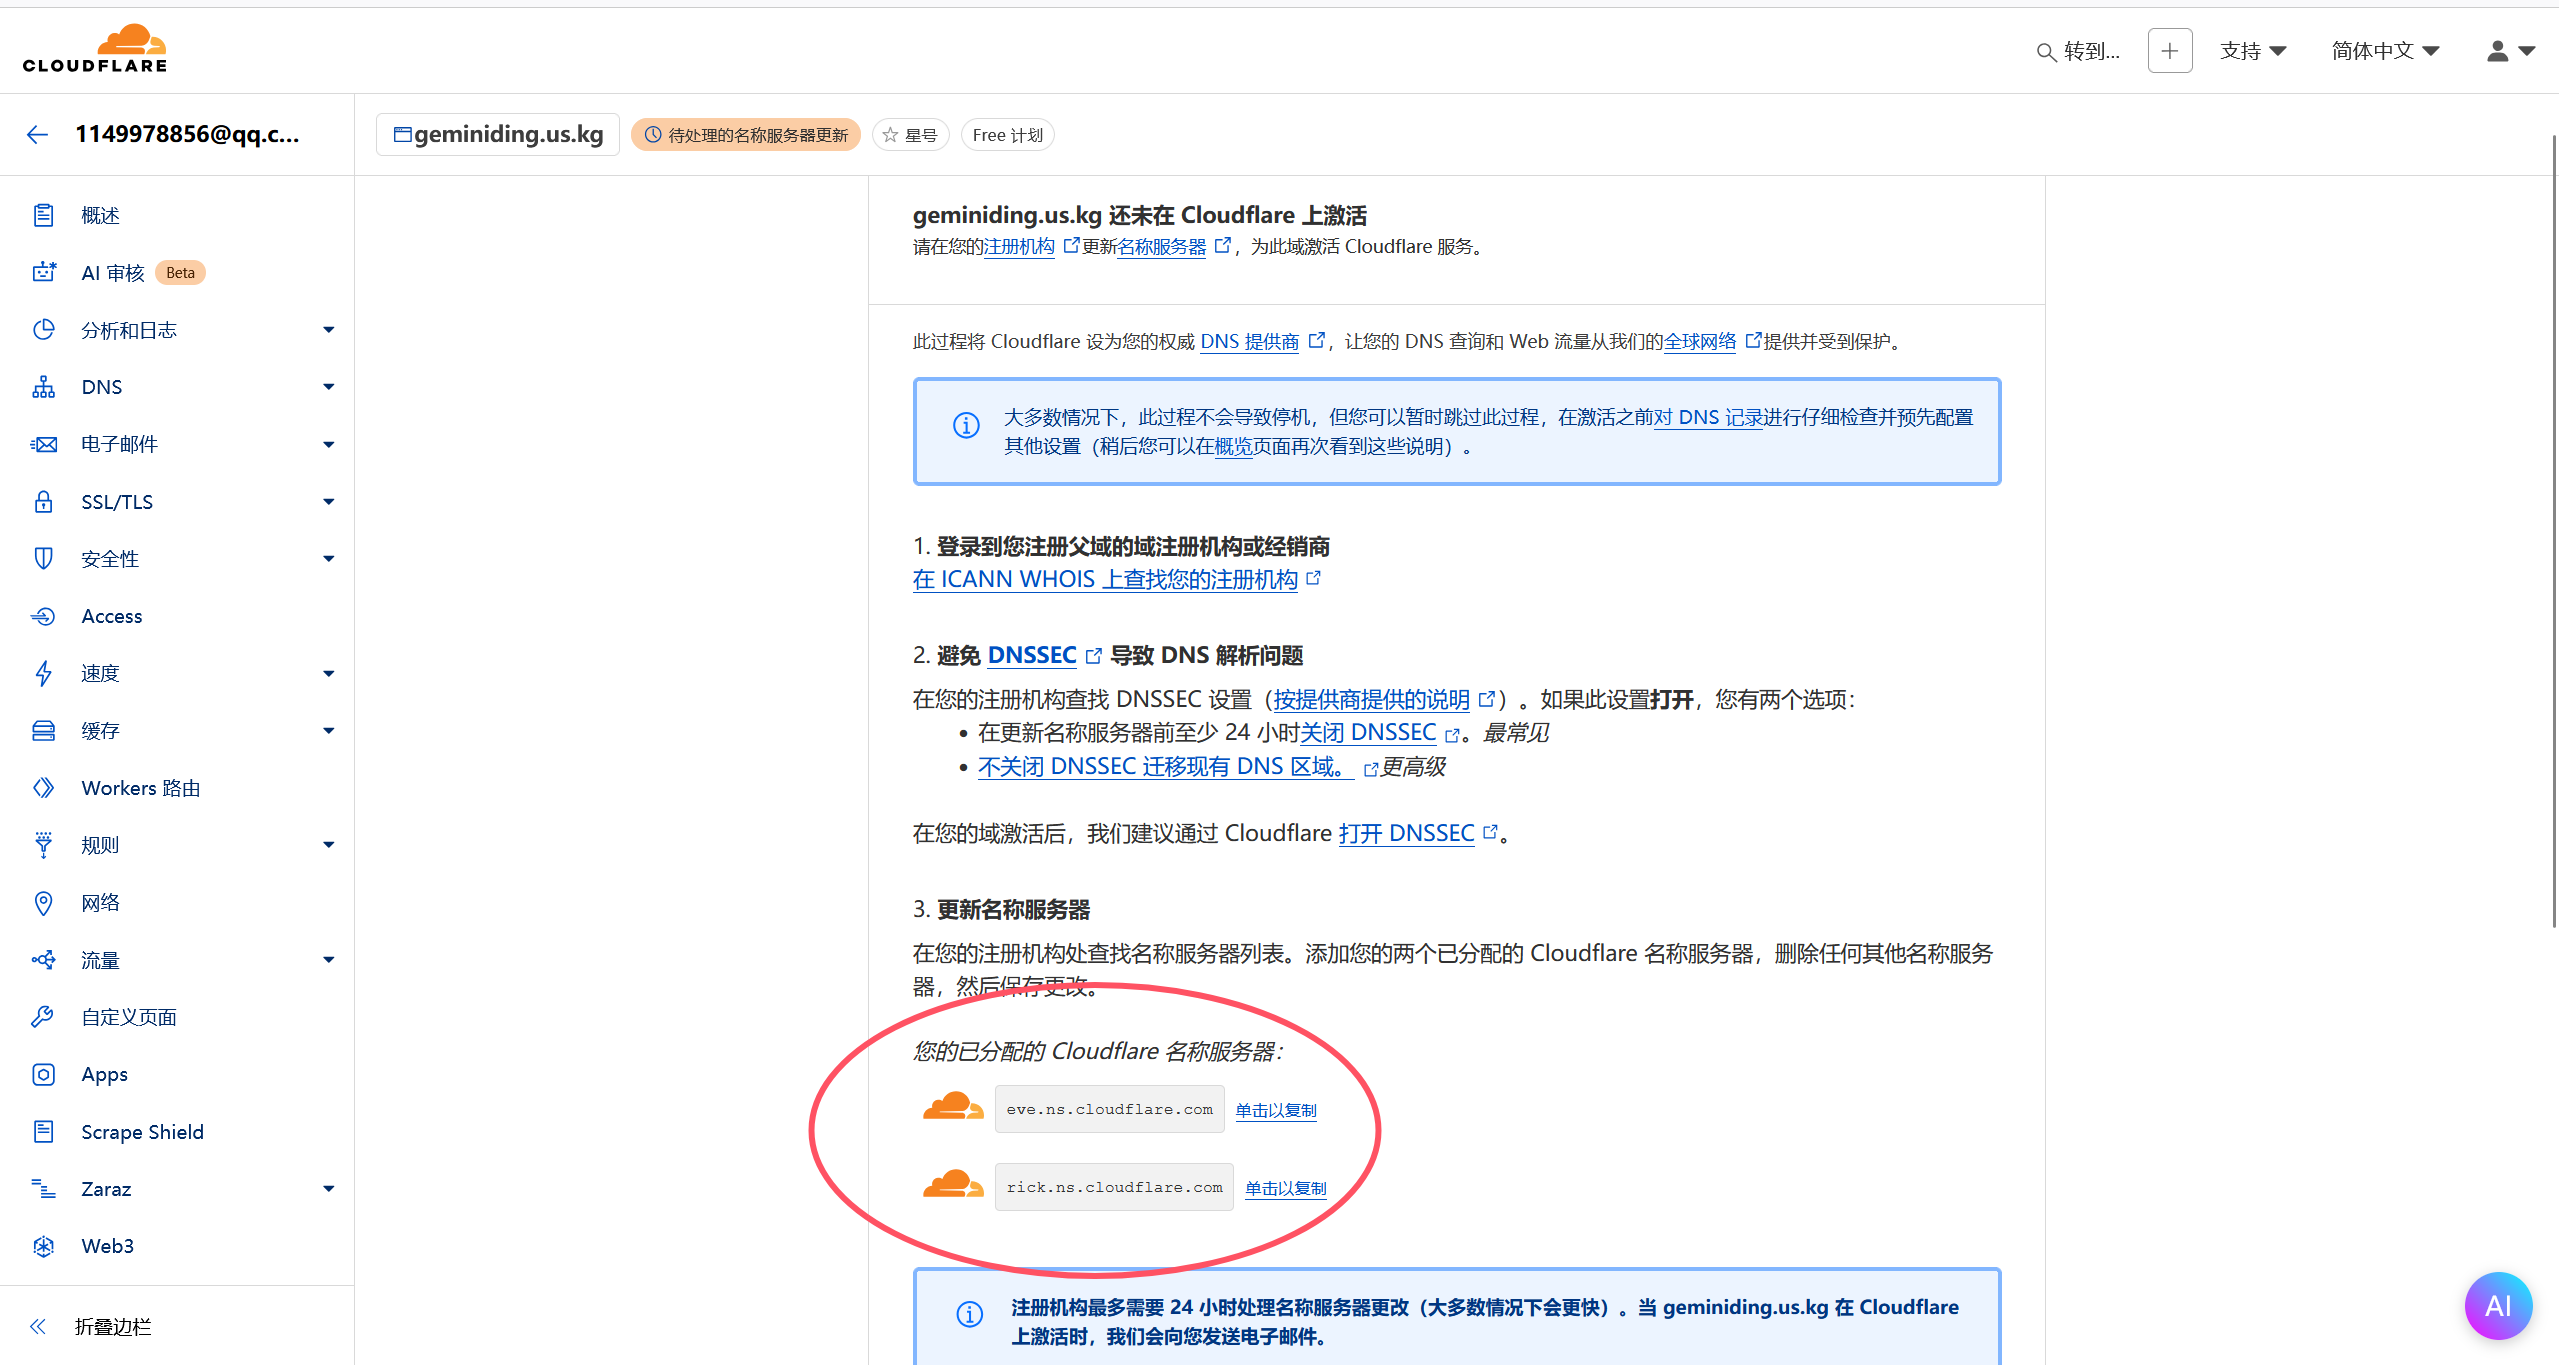 CLOUDFLARE
转到...
支持
简体中文
1149978856@qq.c...
geminiding.us.kg
待处理的名称服务器更新
星号
Free 计划
概述
AI 审核 Beta
分析和日志
DNS
电子邮件
SSL/TLS
安全性
Access
速度
缓存
Workers 路由
规则
网络
流量
自定义页面
Apps
Scrape Shield
Zaraz
Web3
折叠边栏
geminiding.us.kg 还未在 Cloudflare 上激活
请在您的注册机构更新名称服务器，为此域激活 Cloudflare 服务。
此过程将 Cloudflare 设为您的权威 DNS 提供商，让您的 DNS 查询和 Web 流量从我们的全球网络提供并受到保护。
大多数情况下，此过程不会导致停机，但您可以暂时跳过此过程，在激活之前对 DNS 记录进行仔细检查并预先配置
其他设置（稍后您可以在概览页面再次看到这些说明）。
1. 登录到您注册父域的域注册机构或经销商
在 ICANN WHOIS 上查找您的注册机构
2. 避免 DNSSEC 导致 DNS 解析问题
在您的注册机构查找 DNSSEC 设置（按提供商提供的说明）。如果此设置打开，您有两个选项：
• 在更新名称服务器前至少 24 小时关闭 DNSSEC。最常见
• 不关闭 DNSSEC 迁移现有 DNS 区域。更高级
在您的域激活后，我们建议通过 Cloudflare 打开 DNSSEC。
3. 更新名称服务器
在您的注册机构处查找名称服务器列表。添加您的两个已分配的 Cloudflare 名称服务器，删除任何其他名称服务
器，然后保存更改。
您的已分配的 Cloudflare 名称服务器：
eve.ns.cloudflare.com 单击以复制
rick.ns.cloudflare.com 单击以复制
注册机构最多需要 24 小时处理名称服务器更改（大多数情况下会更快）。当 geminiding.us.kg 在 Cloudflare
上激活时，我们会向您发送电子邮件。
AI